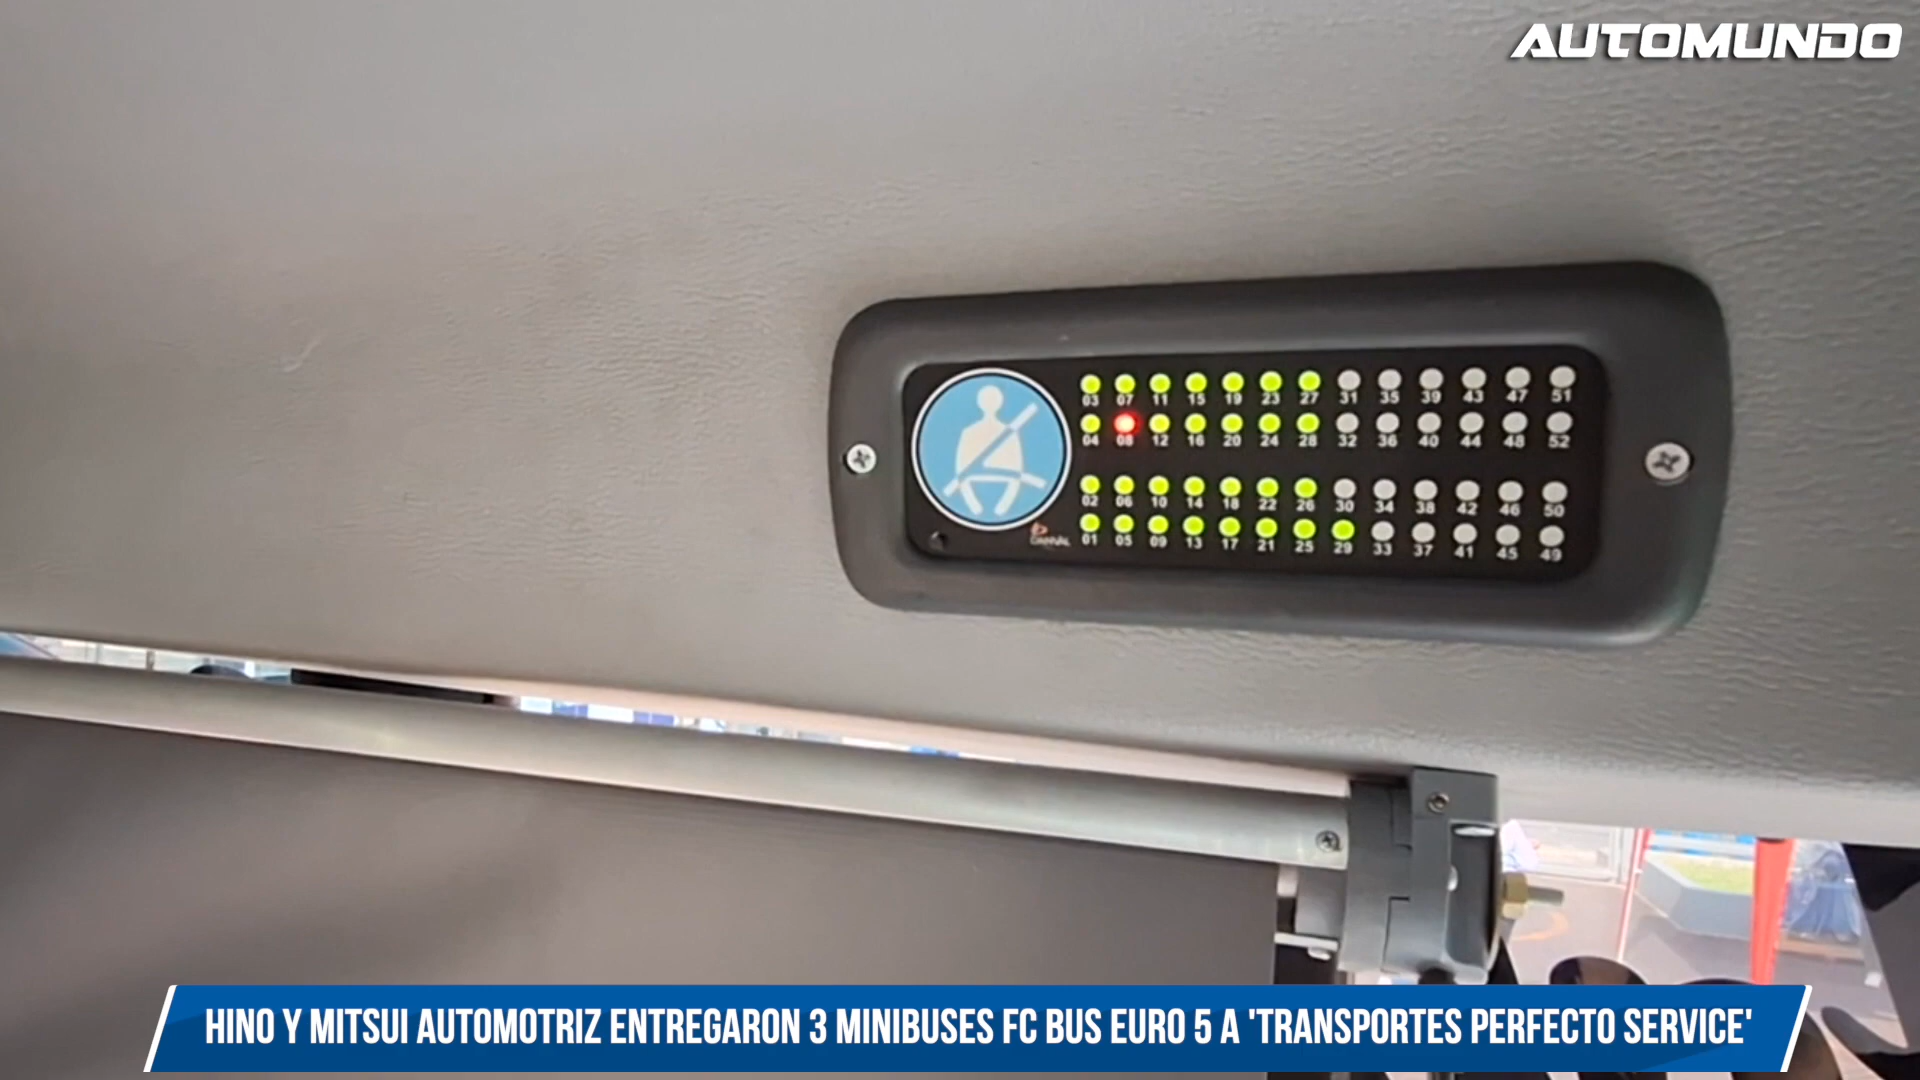 AUTOMUNDO
03 07 11 15 19 23 27 31 35 39 43 47 51
04 08 12 16 20 24 28 32 36 40 44 48 52
02 06 10 14 18 22 26 30 34 38 42 46 50
01 05 09 13 17 21 25 29 33 37 41 45 49
HINO Y MITSUI AUTOMOTRIZ ENTREGARON 3 MINIBUSES FC BUS EURO 5 A 'TRANSPORTES PERFECTO SERVICE'